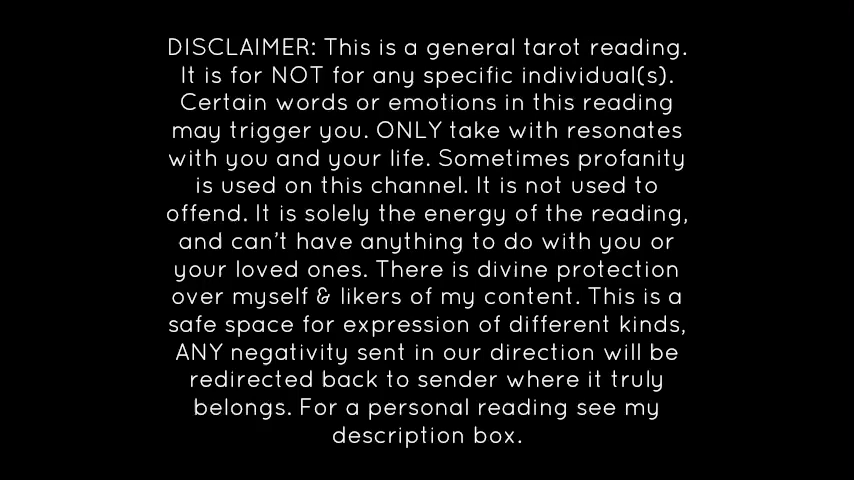 DISCLAIMER: This is a general tarot reading.
It is for NOT for any specific individual(s).
Certain words or emotions in this reading
may trigger you. ONLY take with resonates
with you and your life. Sometimes profanity
is used on this channel. It is not used to
offend. It is solely the energy of the reading,
and can't have anything to do with you or
your loved ones. There is divine protection
over myself & likers of my content. This is a
safe space for expression of different kinds,
ANY negativity sent in our direction will be
redirected back to sender where it truly
belongs. For a personal reading see my
description box.